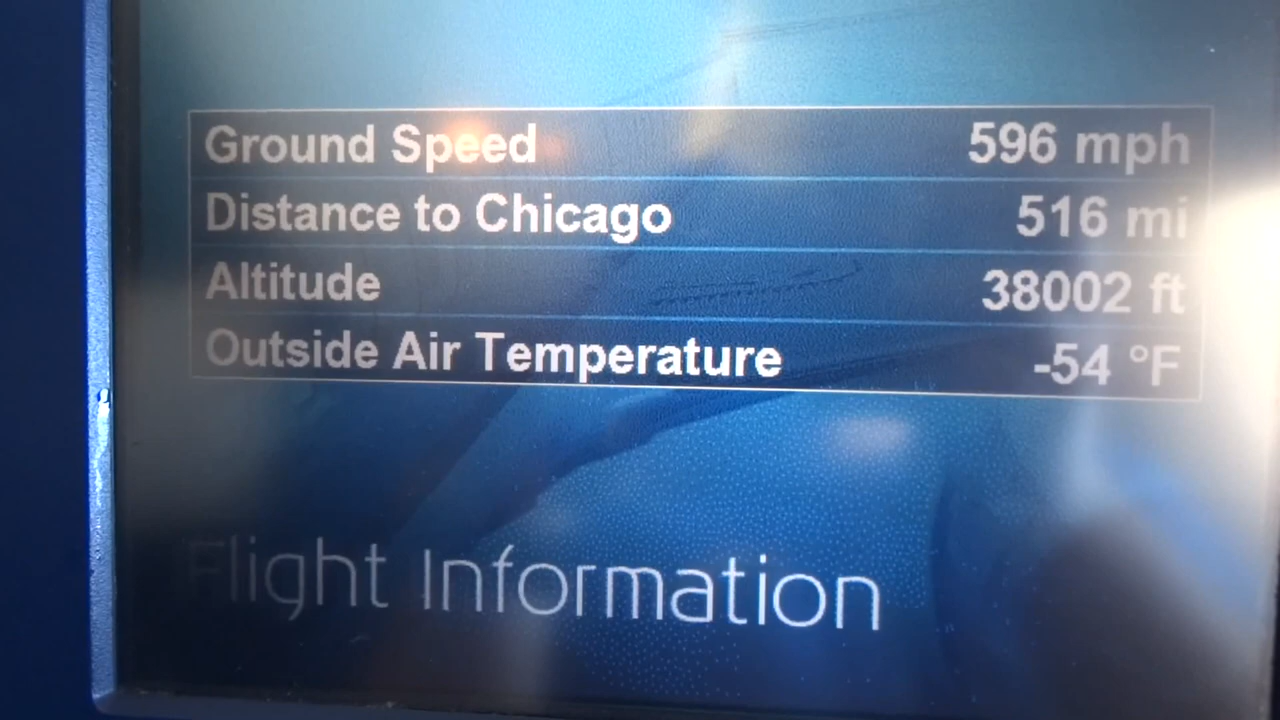 Ground Speed 596 mph
Distance to Chicago 516 mi
Altitude 38002 ft
Outside Air Temperature -54 °F
Flight Information